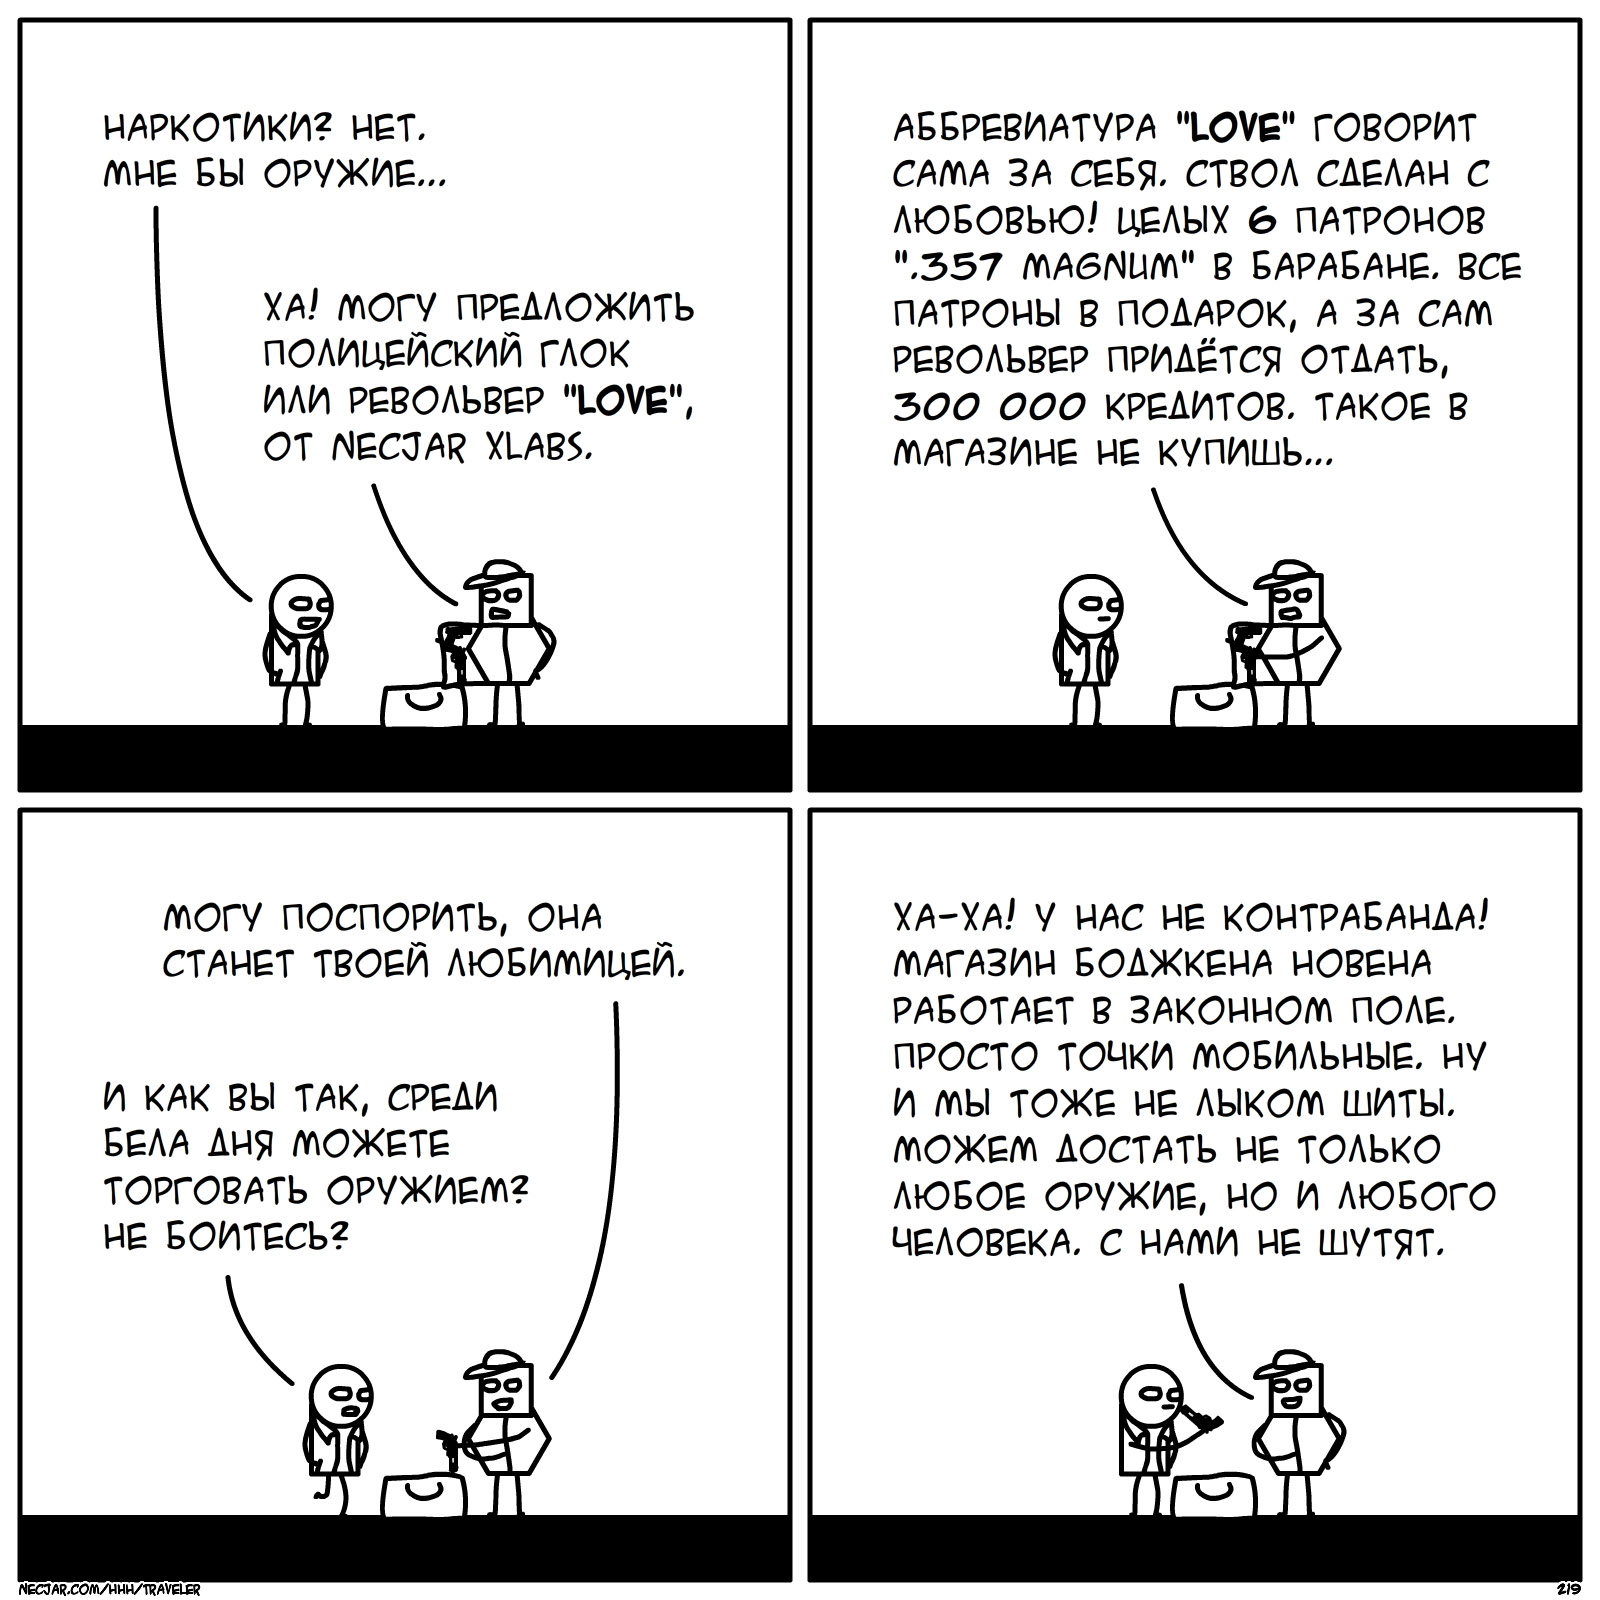 НАРКОТИКИ? НЕТ.
МНЕ БЫ ОРУЖИЕ...
ХА! МОГУ ПРЕДЛОЖИТЬ
ПОЛИЦЕЙСКИЙ ГЛОК
ИЛИ РЕВОЛЬВЕР "LOVE",
ОТ NECJAR XLABS.
АББРЕВИАТУРА "LOVE" ГОВОРИТ
САМА ЗА СЕБЯ. СТВОЛ СДЕЛАН С
ЛЮБОВЬЮ! ЦЕЛЫХ 6 ПАТРОНОВ
".357 MAGNUM" В БАРАБАНЕ. ВСЕ
ПАТРОНЫ В ПОДАРОК, А ЗА САМ
РЕВОЛЬВЕР ПРИДЁТСЯ ОТДАТЬ,
300 000 КРЕДИТОВ. ТАКОЕ В
МАГАЗИНЕ НЕ КУПИШЬ...
МОГУ ПОСПОРИТЬ, ОНА
СТАНЕТ ТВОЕЙ ЛЮБИМИЦЕЙ.
И КАК ВЫ ТАК, СРЕДИ
БЕЛА ДНЯ МОЖЕТЕ
ТОРГОВАТЬ ОРУЖИЕМ?
НЕ БОИТЕСЬ?
ХА-ХА! У НАС НЕ КОНТРАБАНДА!
МАГАЗИН БОДЖКЕНА НОВЕНА
РАБОТАЕТ В ЗАКОННОМ ПОЛЕ.
ПРОСТО ТОЧКИ МОБИЛЬНЫЕ. НУ
И МЫ ТОЖЕ НЕ ЛЫКОМ ШИТЫ.
МОЖЕМ ДОСТАТЬ НЕ ТОЛЬКО
ЛЮБОЕ ОРУЖИЕ, НО И ЛЮБОГО
ЧЕЛОВЕКА. С НАМИ НЕ ШУТЯТ.
NECJAR.COM/HHH/TRAVELER
219